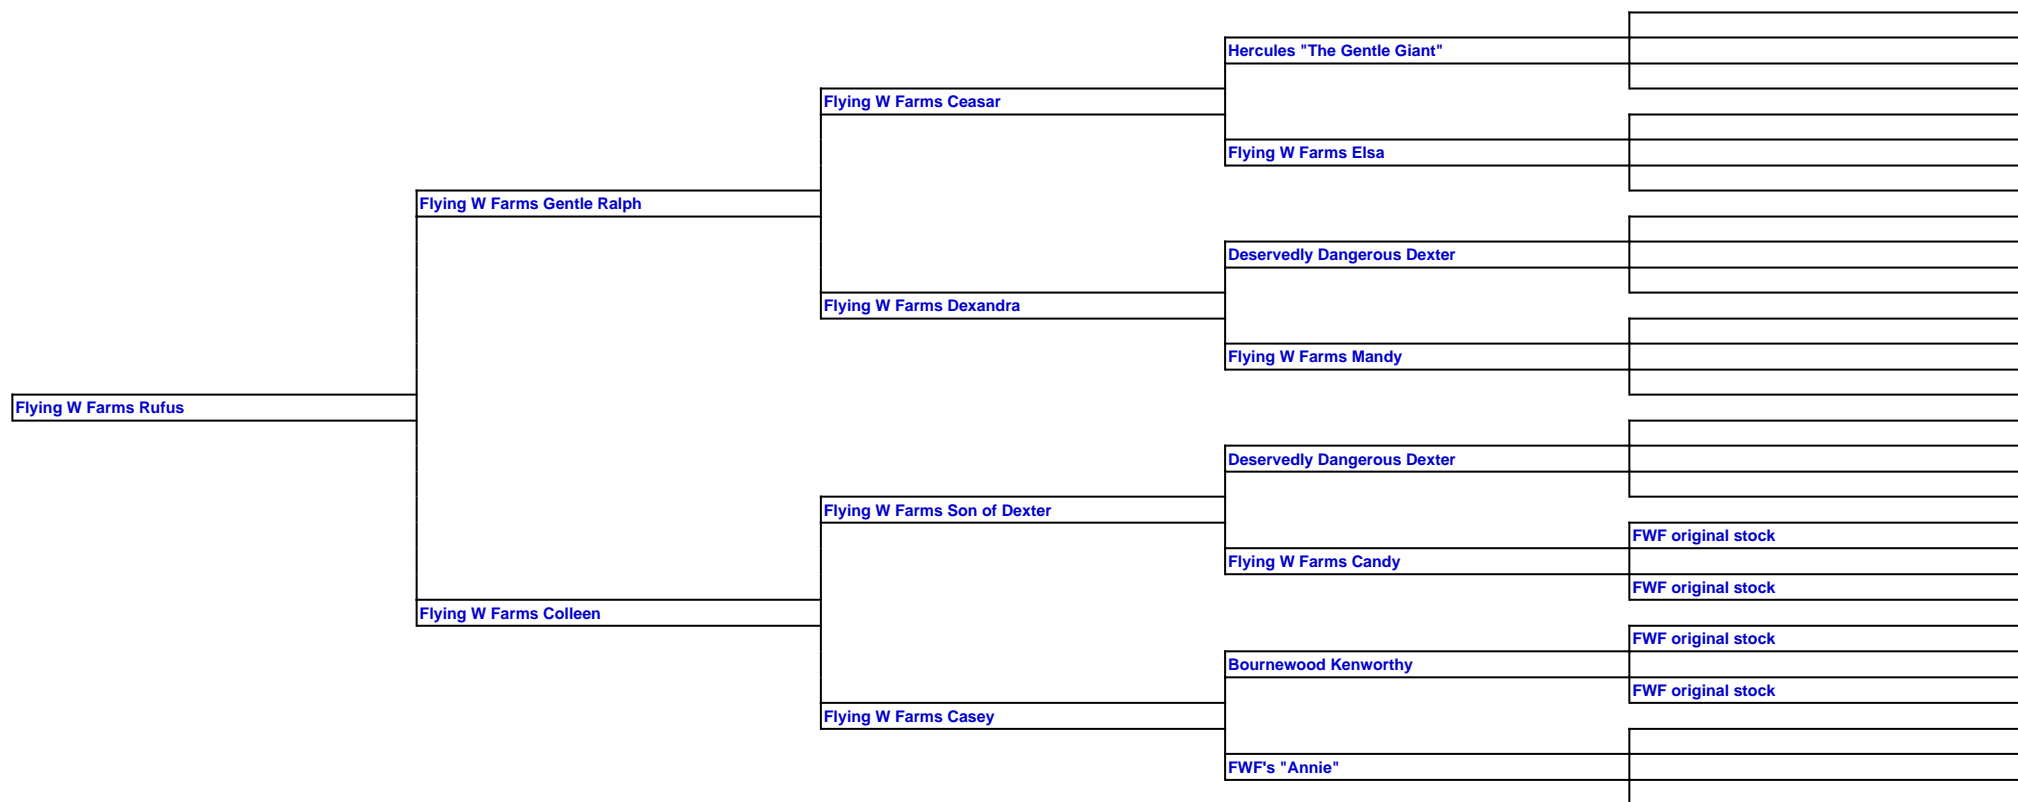 Hercules "The Gentle Giant"
Flying W Farms Ceasar
Flying W Farms Elsa
Flying W Farms Gentle Ralph
Deservedly Dangerous Dexter
Flying W Farms Dexandra
Flying W Farms Mandy
Flying W Farms Rufus
Deservedly Dangerous Dexter
Flying W Farms Son of Dexter
FWF original stock
Flying W Farms Candy
FWF original stock
Flying W Farms Colleen
FWF original stock
Bournewood Kenworthy
FWF original stock
Flying W Farms Casey
FWF's "Annie"